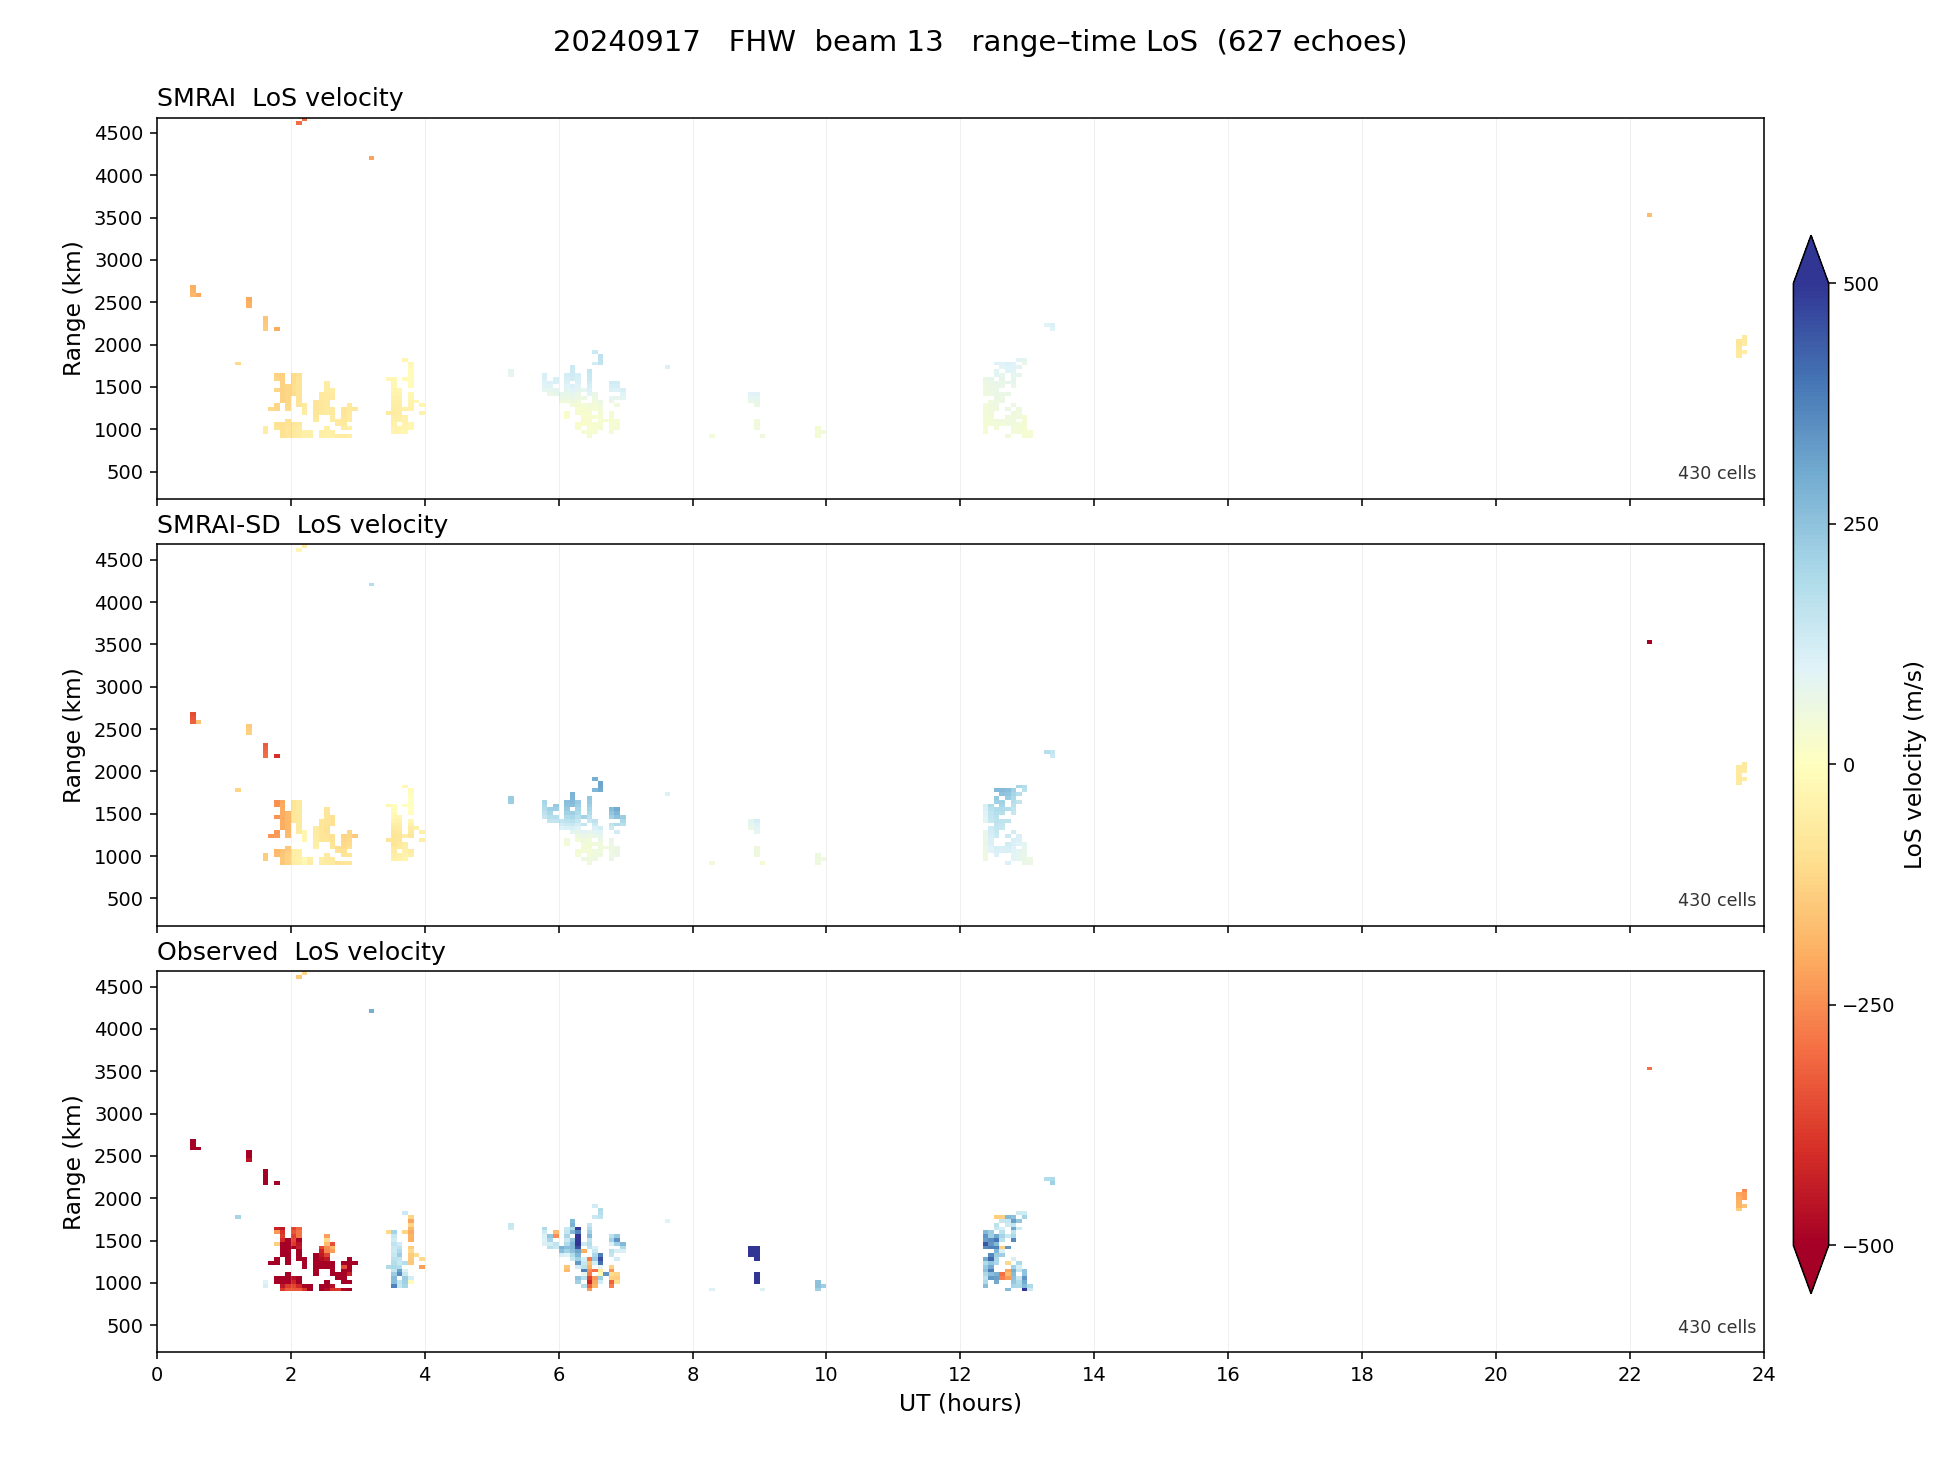 20240917 FHW beam 13 range–time LoS (627 echoes)
SMRAI LoS velocity
4500
4000
3500
3000
2500
2000
1500
1000
500
Range (km)
430 cells
SMRAI-SD LoS velocity
4500
4000
3500
3000
2500
2000
1500
1000
500
Range (km)
430 cells
Observed LoS velocity
4500
4000
3500
3000
2500
2000
1500
1000
500
Range (km)
430 cells
0 2 4 6 8 10 12 14 16 18 20 22 24
UT (hours)
500
250
0
−250
−500
LoS velocity (m/s)